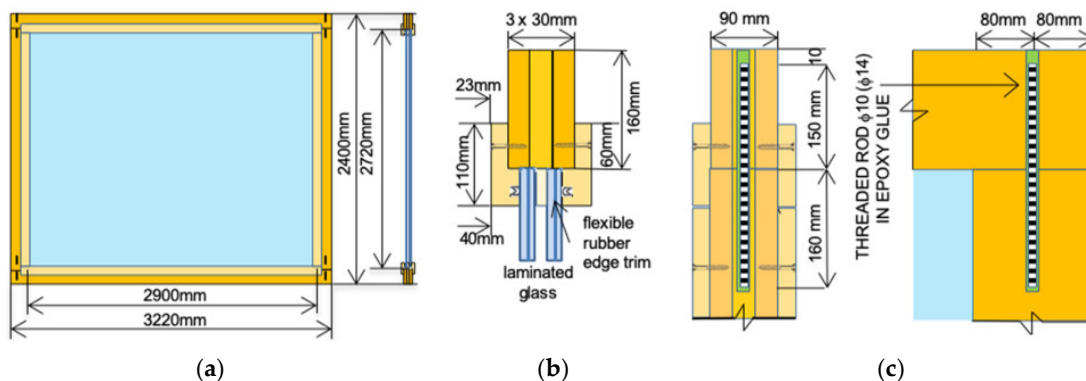 2400mm
2720mm
2900mm
3220mm
(a)
3 x 30mm
23mm
160mm
60mm
110mm
40mm
flexible
rubber
edge trim
laminated
glass
(b)
90 mm
10
150 mm
160 mm
80mm 80mm
THREADED ROD ϕ10 (ϕ14)
IN EPOXY GLUE
(c)